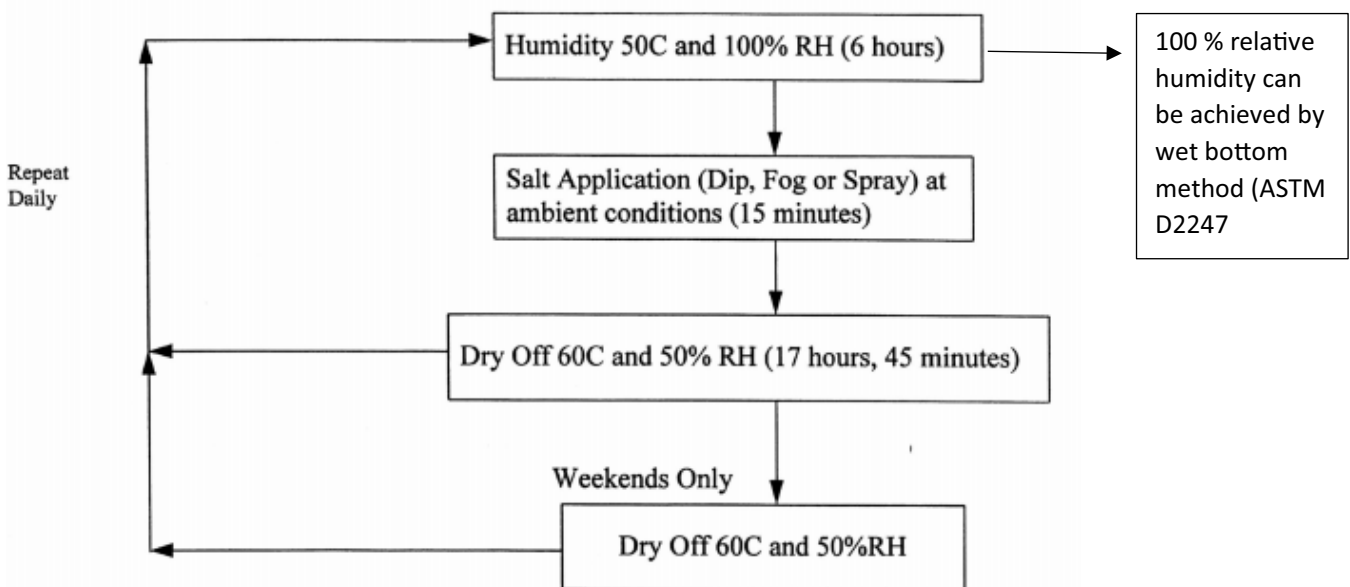 Humidity 50C and 100% RH (6 hours)
100 % relative
humidity can
be achieved by
wet bottom
method (ASTM
D2247
Repeat
Daily
Salt Application (Dip, Fog or Spray) at
ambient conditions (15 minutes)
Dry Off 60C and 50% RH (17 hours, 45 minutes)
Weekends Only
Dry Off 60C and 50%RH